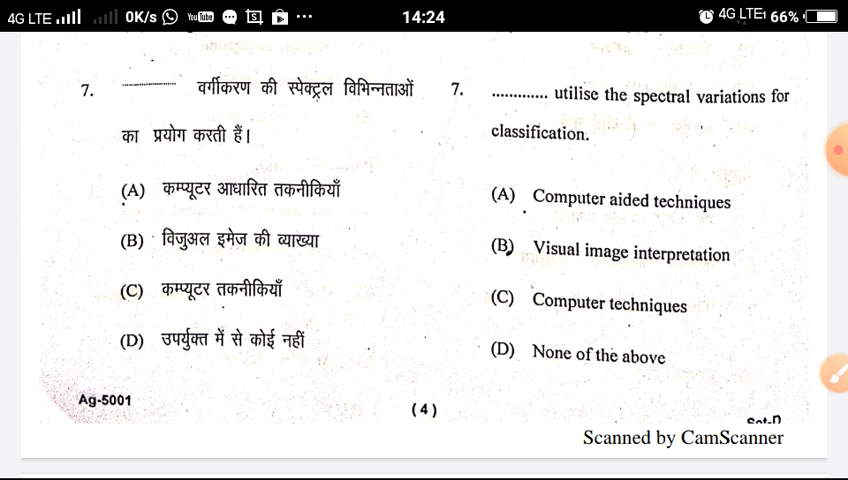 4G LTE 0K/s YouTube S ... 14:24 4G LTE1 66%
7. ............... वर्गीकरण की स्पेक्ट्रल विभिन्नताओं
का प्रयोग करती हैं।
(A) कम्प्यूटर आधारित तकनीकियाँ
(B) विजुअल इमेज की व्याख्या
(C) कम्प्यूटर तकनीकियाँ
(D) उपर्युक्त में से कोई नहीं
7. ............. utilise the spectral variations for
classification.
(A) Computer aided techniques
(B) Visual image interpretation
(C) Computer techniques
(D) None of the above
Ag-5001
(4)
Set-D
Scanned by CamScanner